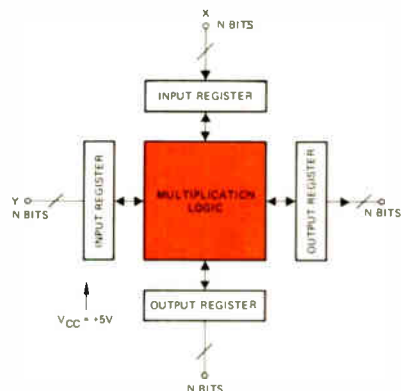 X
N BITS
INPUT REGISTER
Y
N BITS
INPUT REGISTER
MULTIPLICATION
LOGIC
OUTPUT REGISTER
N BITS
VCC = +5V
OUTPUT REGISTER
N BITS